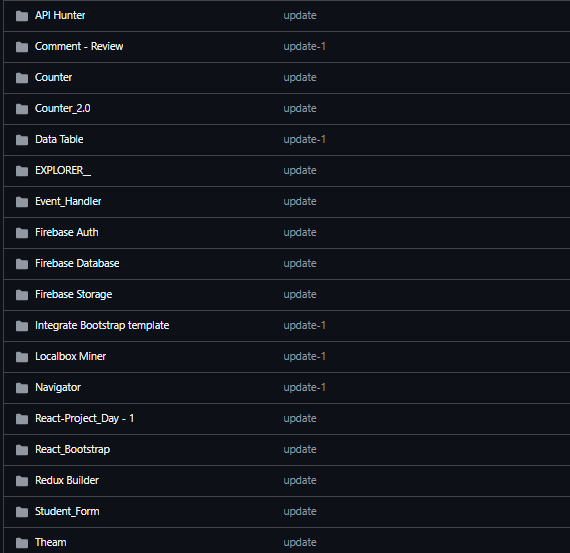 API Hunter update
Comment - Review update-1
Counter update
Counter_2.0 update
Data Table update-1
EXPLORER__ update
Event_Handler update
Firebase Auth update
Firebase Database update
Firebase Storage update
Integrate Bootstrap template update-1
Localbox Miner update-1
Navigator update-1
React-Project_Day - 1 update
React_Bootstrap update
Redux Builder update
Student_Form update
Theam update